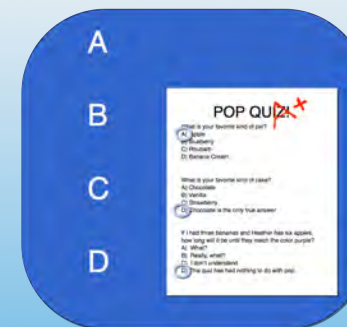 A
B
C
D
POP QUIZ!
A+
What is your favorite kind of pie?
A) Apple
B) Blueberry
C) Rhubarb
D) Banana Cream
What is your favorite kind of cake?
A) Chocolate
B) Vanilla
C) Strawberry
D) Chocolate is the only true answer
If I had three bananas and Heather has six apples,
how long will it be until they reach the color purple?
A) What?
B) Really, what?
C) I don't understand
D) The quiz has had nothing to do with pop.